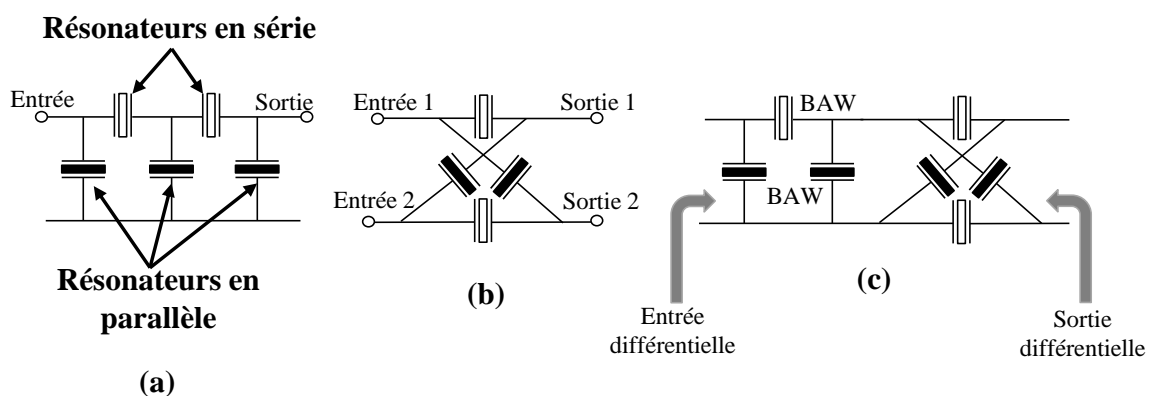 Résonateurs en série
Entrée
Sortie
Résonateurs en
parallèle
(a)
Entrée 1
Sortie 1
Entrée 2
Sortie 2
(b)
BAW
BAW
(c)
Entrée
différentielle
Sortie
différentielle